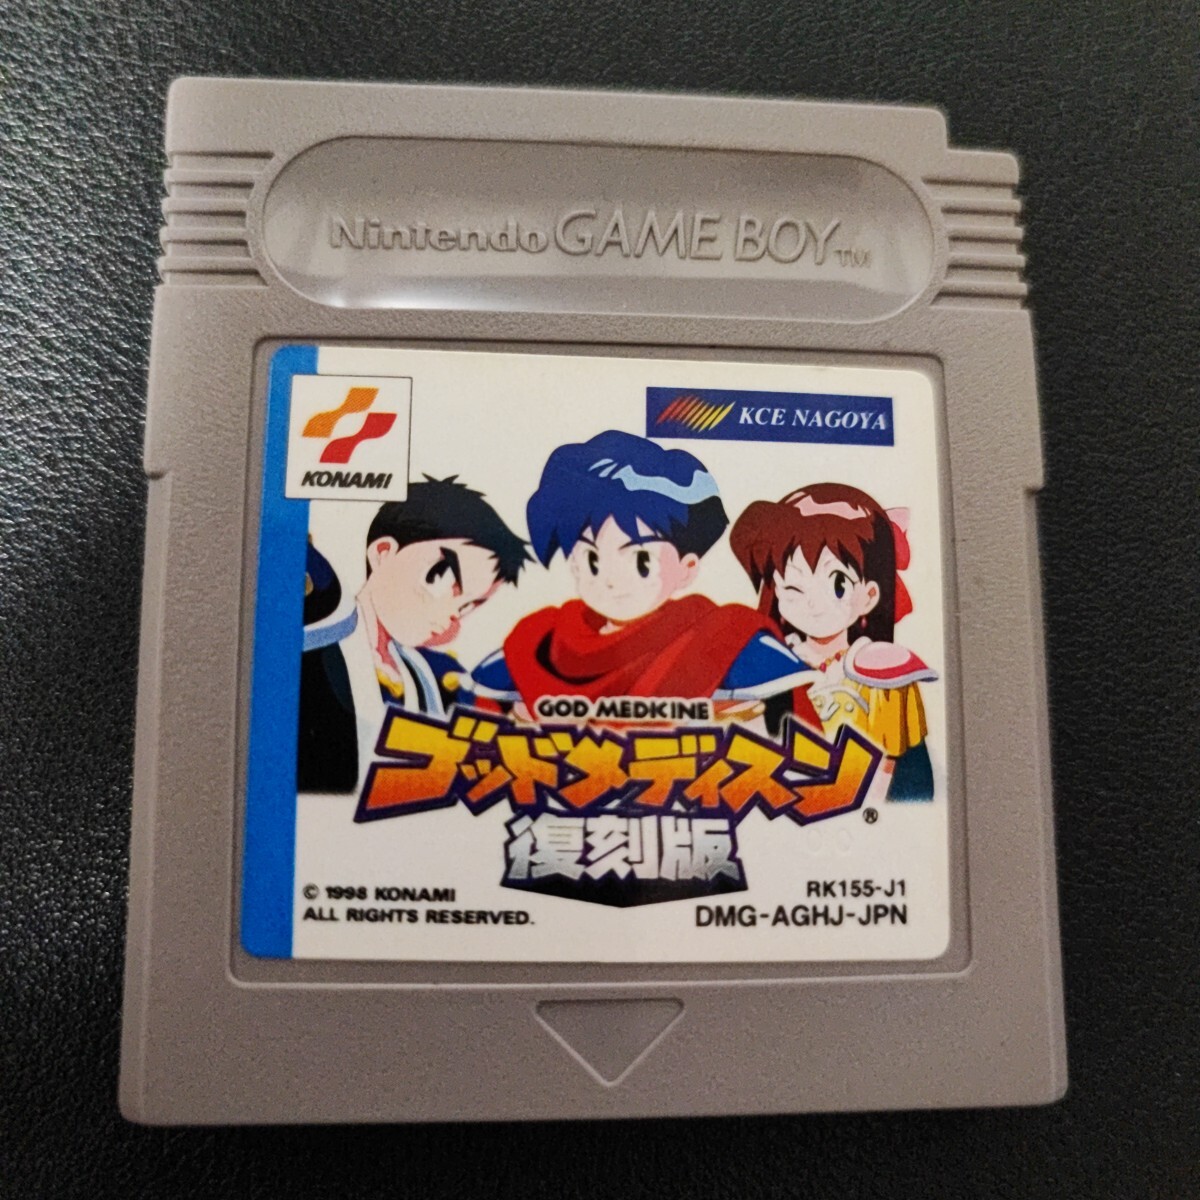 Nintendo GAME BOY™
KONAMI
KCE NAGOYA
GOD MEDICINE
ゴッドメディスン®
復刻版
© 1998 KONAMI
ALL RIGHTS RESERVED.
RK155-J1
DMG-AGHJ-JPN